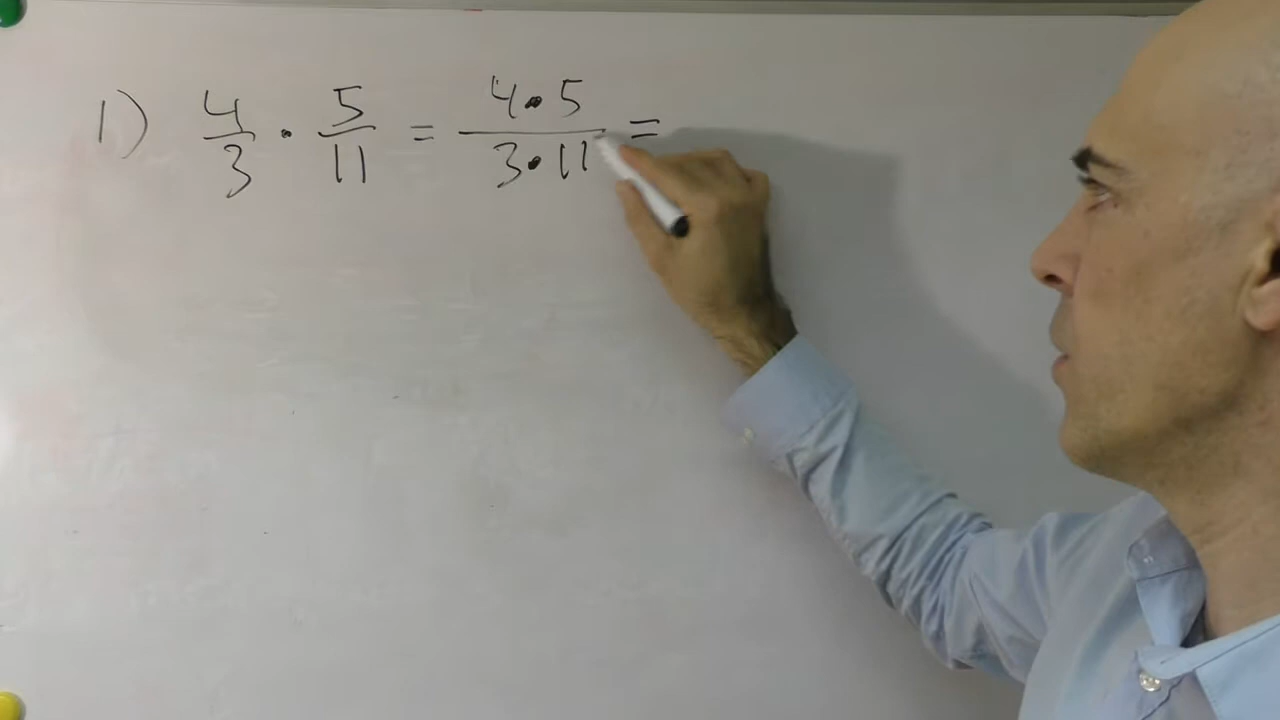 1) 4/3 · 5/11 = 4·5/3·11 =